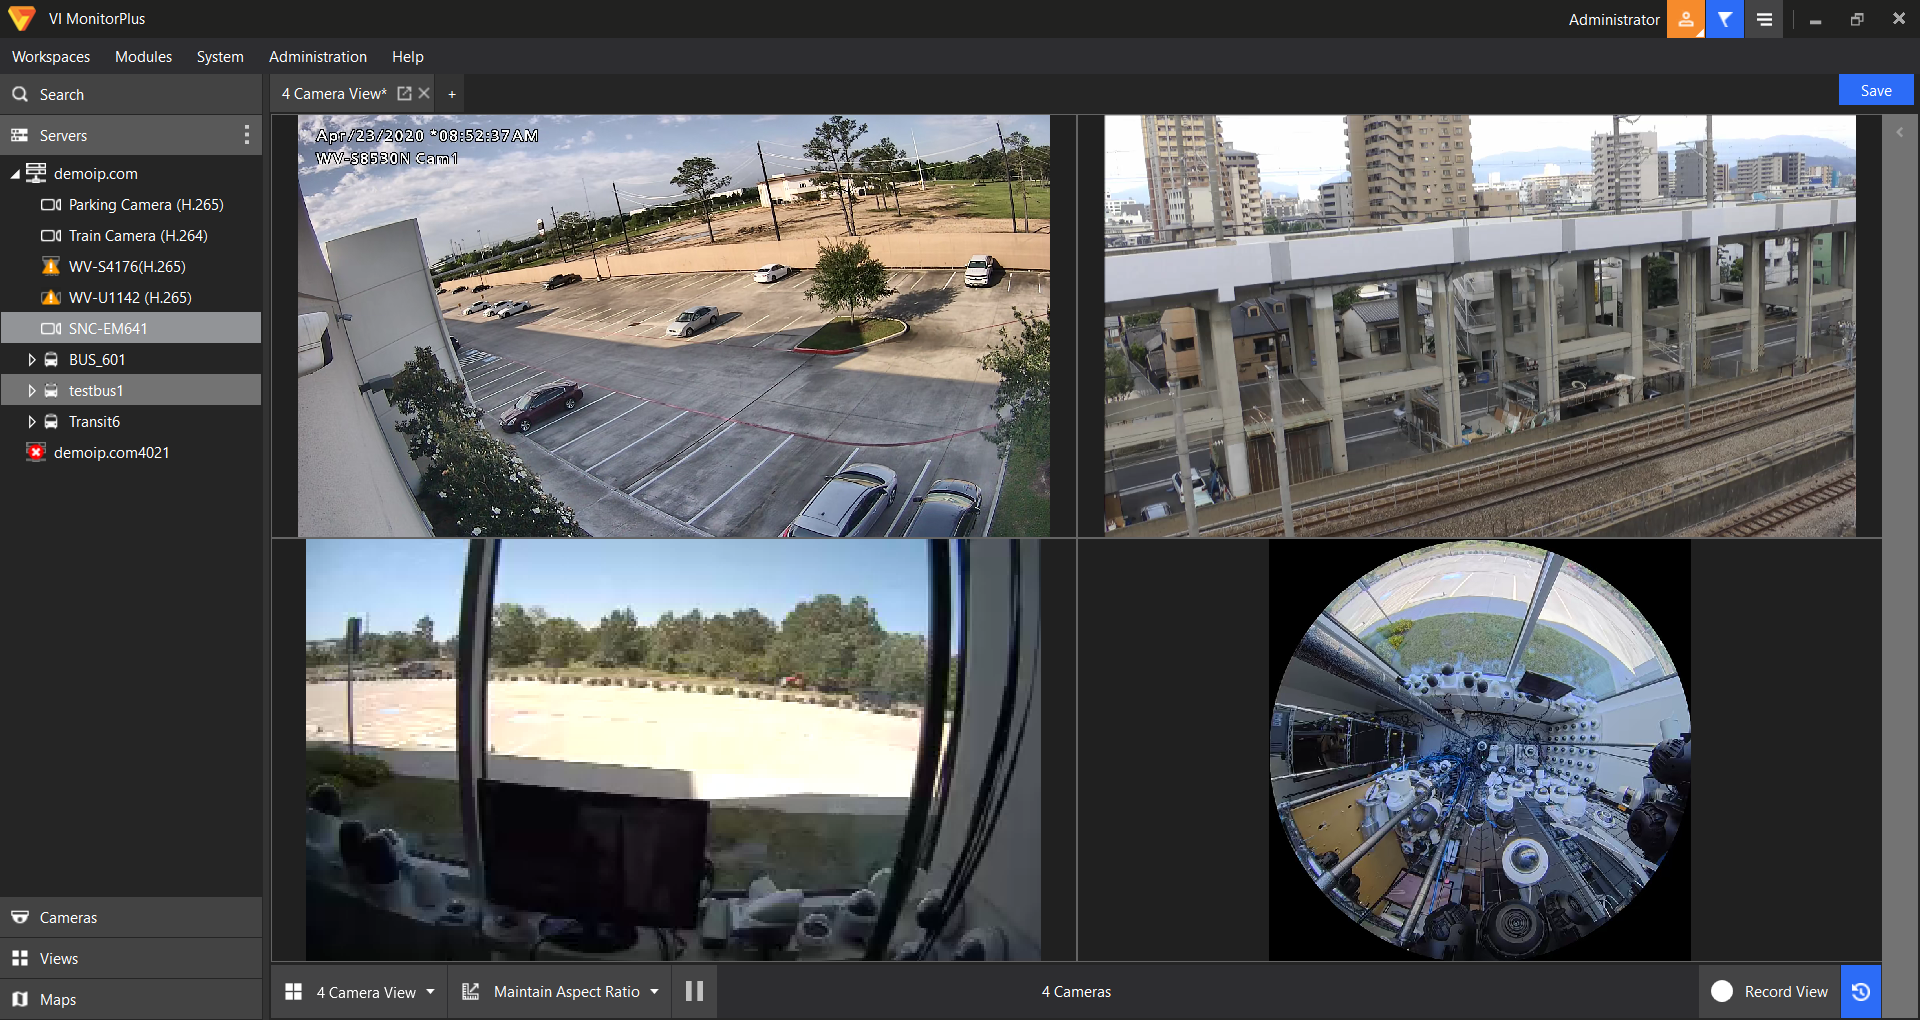 VI MonitorPlus
Administrator
Workspaces
Modules
System
Administration
Help
Search
4 Camera View*
+
Save
Servers
demoip.com
Parking Camera (H.265)
Train Camera (H.264)
WV-S4176(H.265)
WV-U1142 (H.265)
SNC-EM641
BUS_601
testbus1
Transit6
demoip.com4021
Apr/23/2020 *08:52:37AM
WV-S8530N Cam1
Cameras
Views
Maps
4 Camera View
Maintain Aspect Ratio
4 Cameras
Record View